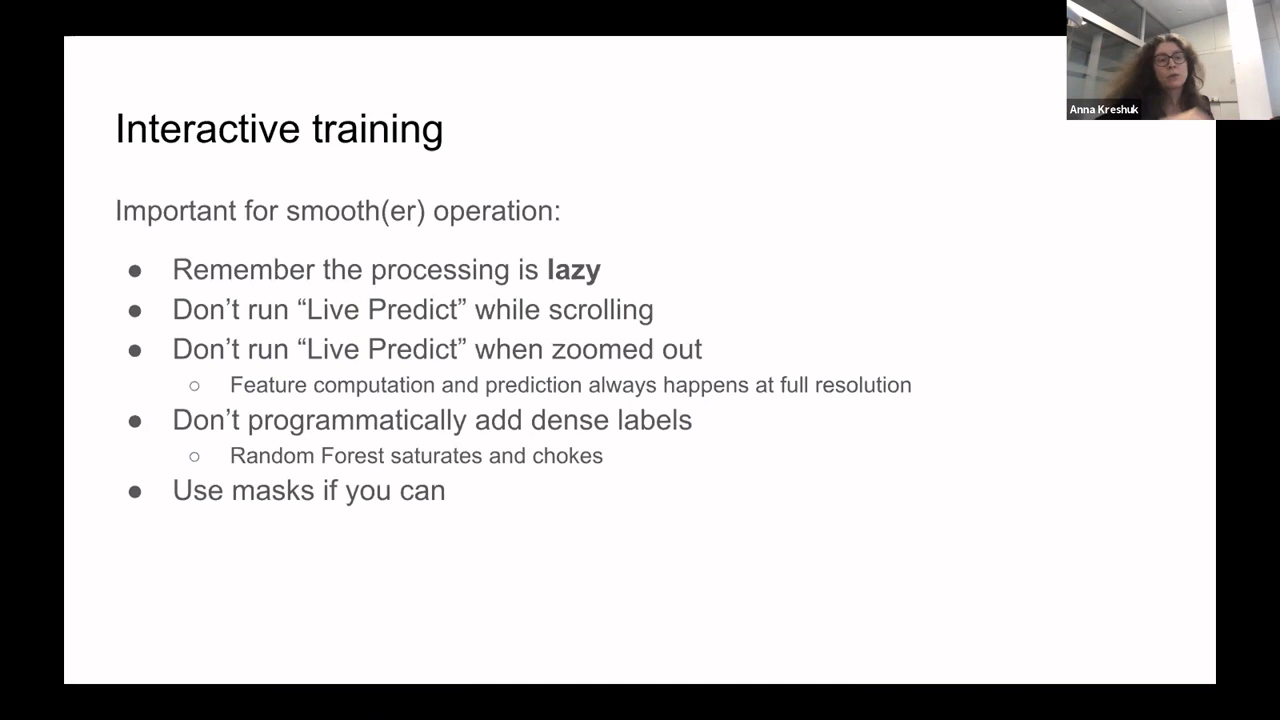 Anna Kreshuk
Interactive training
Important for smooth(er) operation:
● Remember the processing is lazy
● Don’t run “Live Predict” while scrolling
● Don’t run “Live Predict” when zoomed out
○ Feature computation and prediction always happens at full resolution
● Don’t programmatically add dense labels
○ Random Forest saturates and chokes
● Use masks if you can